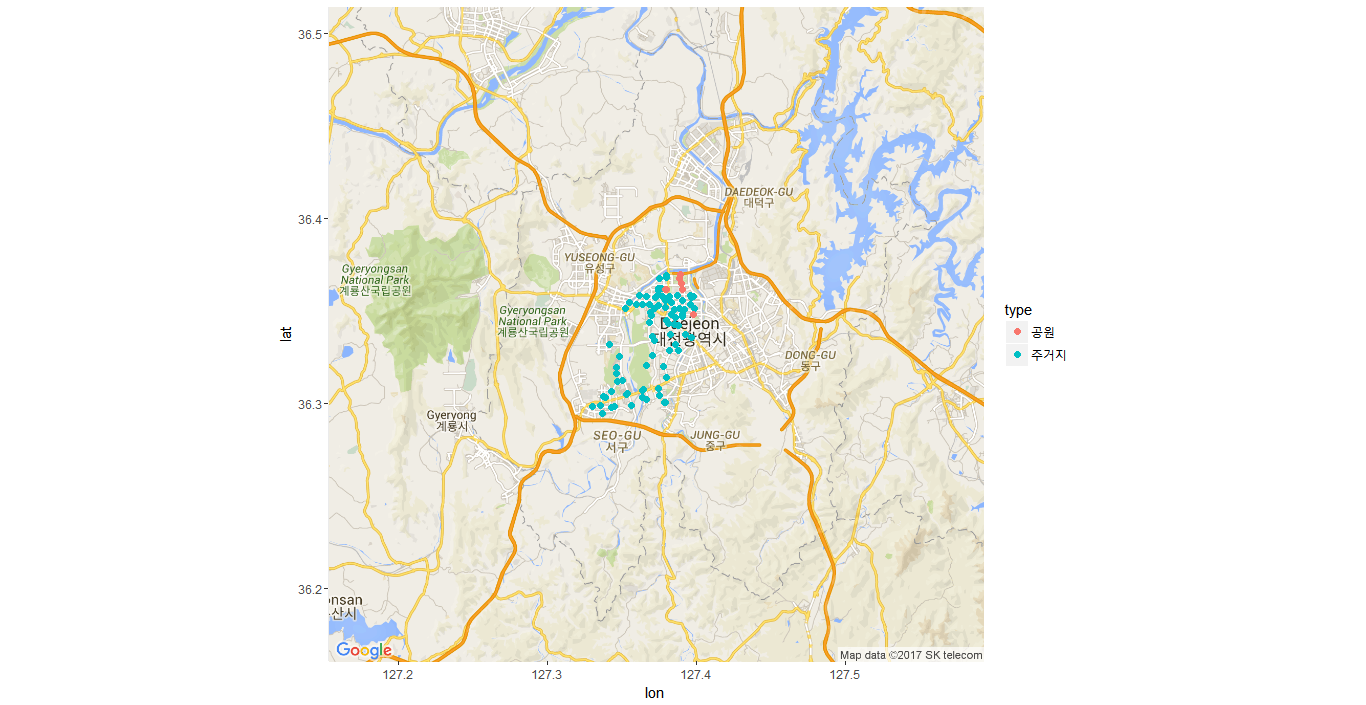 36.5
36.4
36.3
36.2
lat
DAEDEOK-GU
대덕구
YUSEONG-GU
유성구
Gyeryongsan
National Park
계룡산국립공원
Gyeryongsan
National Park
계룡산국립공원
Daejeon
대전광역시
DONG-GU
동구
Gyeryong
계룡시
SEO-GU
서구
JUNG-GU
중구
onsan
산시
Google
Map data ©2017 SK telecom
127.2
127.3
127.4
127.5
lon
type
공원
주거지